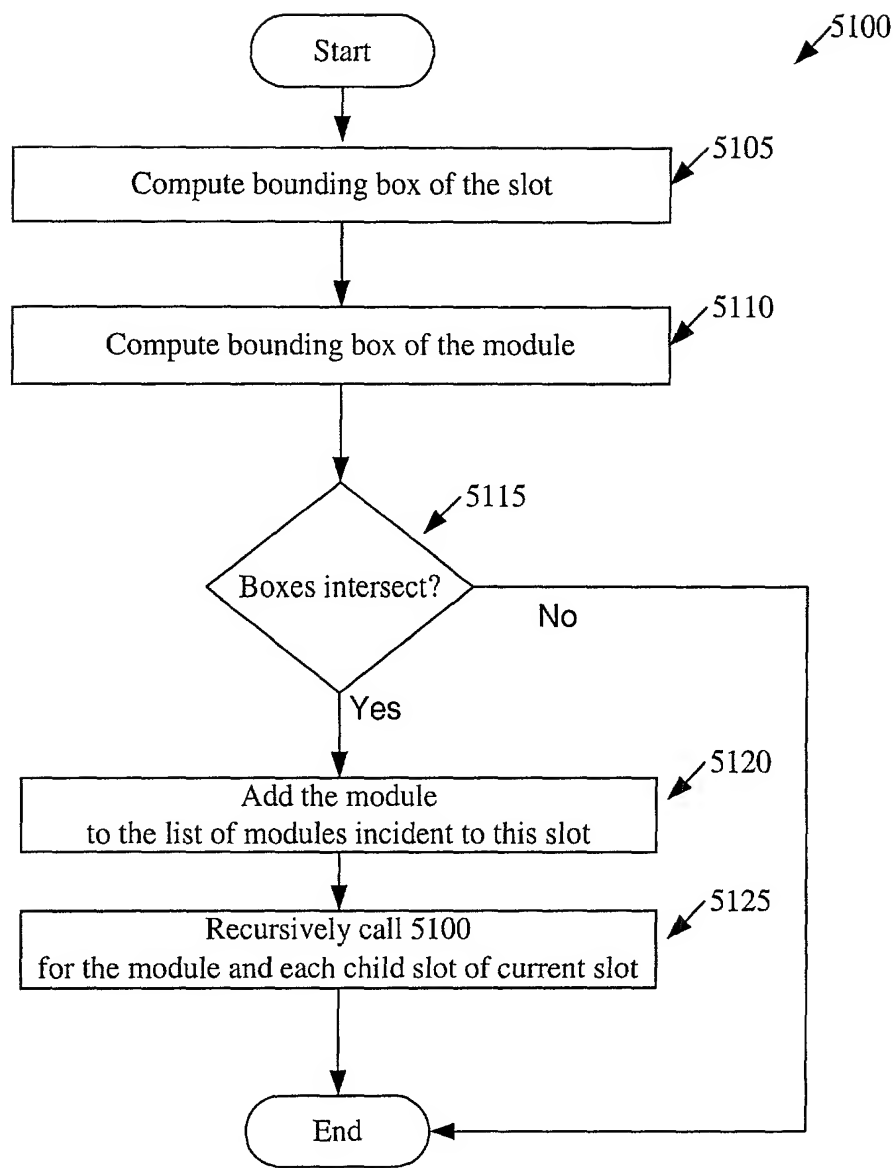 5100
Start
5105
Compute bounding box of the slot
5110
Compute bounding box of the module
5115
Boxes intersect?
No
Yes
5120
Add the module
to the list of modules incident to this slot
5125
Recursively call 5100
for the module and each child slot of current slot
End